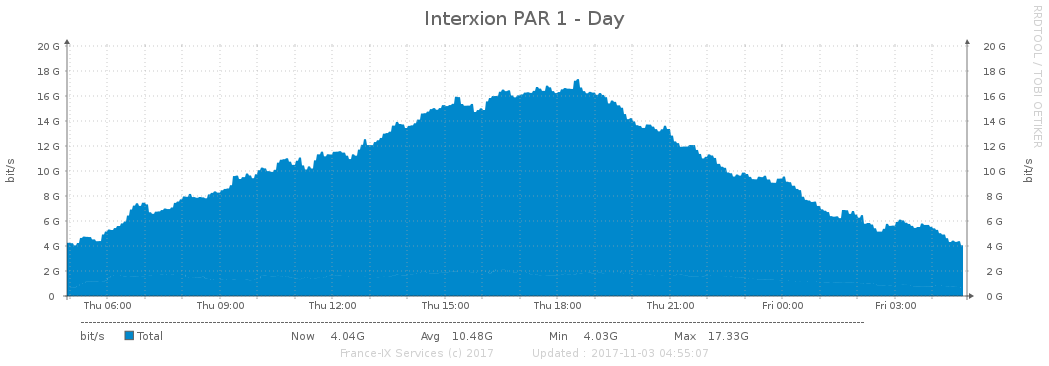 Interxion PAR 1 - Day
RRDTOOL / TOBI OETIKER
20 G 20 G
18 G 18 G
16 G 16 G
14 G 14 G
12 G 12 G
10 G 10 G
8 G 8 G
6 G 6 G
4 G 4 G
2 G 2 G
0 0 G
bit/s
bit/s
Thu 06:00 Thu 09:00 Thu 12:00 Thu 15:00 Thu 18:00 Thu 21:00 Fri 00:00 Fri 03:00
bit/s Total Now 4.04G Avg 10.48G Min 4.03G Max 17.33G
France-IX Services (c) 2017 Updated : 2017-11-03 04:55:07